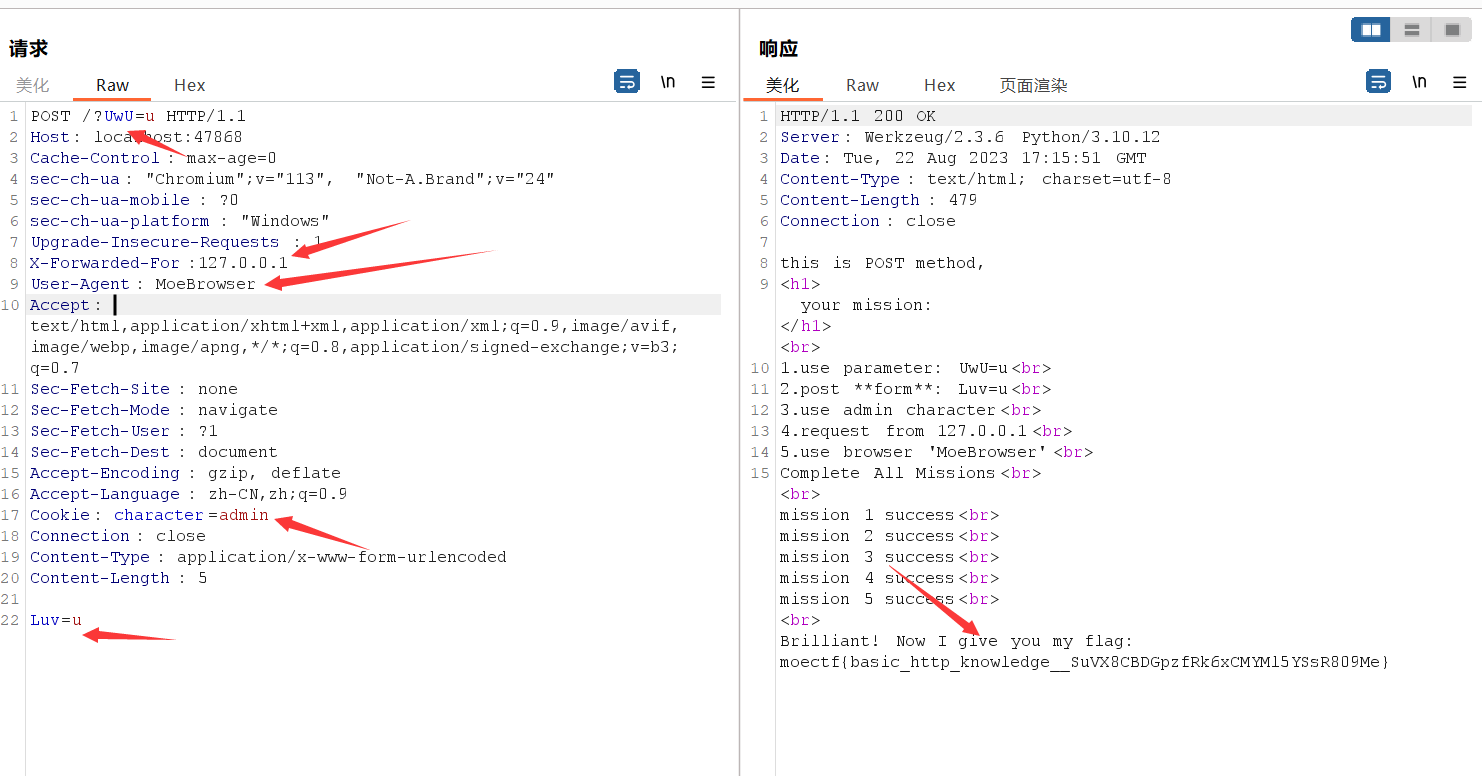 请求
美化 Raw Hex \n
1 POST /?UwU=u HTTP/1.1
2 Host: localhost:47868
3 Cache-Control: max-age=0
4 sec-ch-ua: "Chromium";v="113", "Not-A.Brand";v="24"
5 sec-ch-ua-mobile: ?0
6 sec-ch-ua-platform: "Windows"
7 Upgrade-Insecure-Requests: 1
8 X-Forwarded-For:127.0.0.1
9 User-Agent: MoeBrowser
10 Accept:
text/html,application/xhtml+xml,application/xml;q=0.9,image/avif,
image/webp,image/apng,*/*;q=0.8,application/signed-exchange;v=b3;
q=0.7
11 Sec-Fetch-Site: none
12 Sec-Fetch-Mode: navigate
13 Sec-Fetch-User: ?1
14 Sec-Fetch-Dest: document
15 Accept-Encoding: gzip, deflate
16 Accept-Language: zh-CN,zh;q=0.9
17 Cookie: character=admin
18 Connection: close
19 Content-Type: application/x-www-form-urlencoded
20 Content-Length: 5
21
22 Luv=u
响应
美化 Raw Hex 页面渲染 \n
1 HTTP/1.1 200 OK
2 Server: Werkzeug/2.3.6 Python/3.10.12
3 Date: Tue, 22 Aug 2023 17:15:51 GMT
4 Content-Type: text/html; charset=utf-8
5 Content-Length: 479
6 Connection: close
7
8 this is POST method,
9 <h1>
your mission:
</h1>
<br>
10 1.use parameter: UwU=u<br>
11 2.post **form**: Luv=u<br>
12 3.use admin character<br>
13 4.request from 127.0.0.1<br>
14 5.use browser 'MoeBrowser'<br>
15 Complete All Missions<br>
<br>
mission 1 success<br>
mission 2 success<br>
mission 3 success<br>
mission 4 success<br>
mission 5 success<br>
<br>
Brilliant! Now I give you my flag:
moectf{basic_http_knowledge__SuVX8CBDGpzfRk6xCMYMl5YSsR809Me}